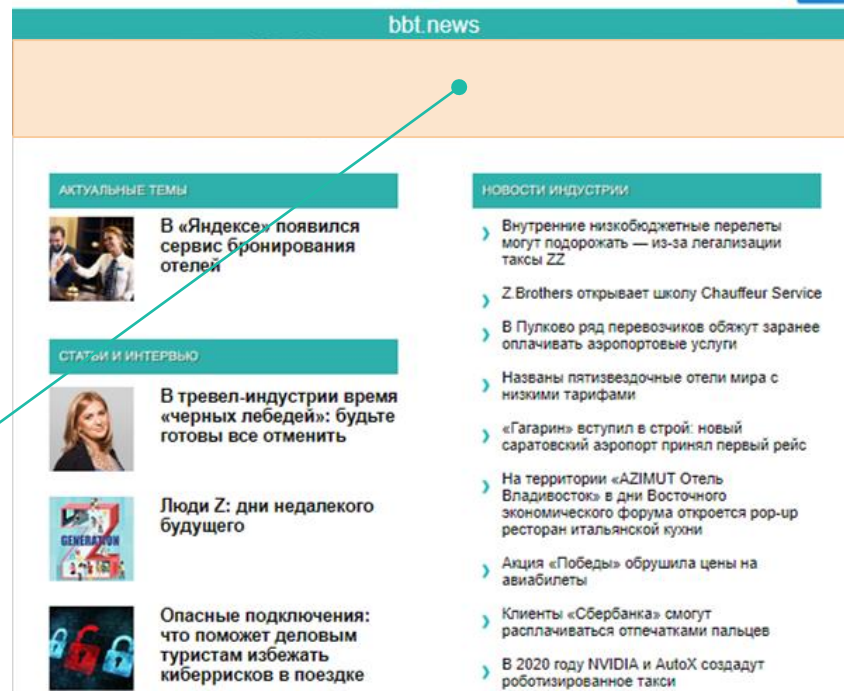 bbt.news
АКТУАЛЬНЫЕ ТЕМЫ
В «Яндексе» появился
сервис бронирования
отелей
СТАТЬИ И ИНТЕРВЬЮ
В тревел-индустрии время
«черных лебедей»: будьте
готовы все отменить
GENERATION
Люди Z: дни недалекого
будущего
Опасные подключения:
что поможет деловым
туристам избежать
киберрисков в поездке
НОВОСТИ ИНДУСТРИИ
Внутренние низкобюджетные перелеты
могут подорожать — из-за легализации
таксы ZZ
Z.Brothers открывает школу Chauffeur Service
В Пулково ряд перевозчиков обяжут заранее
оплачивать аэропортовые услуги
Названы пятизвездочные отели мира с
низкими тарифами
«Гагарин» вступил в строй: новый
саратовский аэропорт принял первый рейс
На территории «AZIMUT Отель
Владивосток» в дни Восточного
экономического форума откроется pop-up
ресторан итальянской кухни
Акция «Победы» обрушила цены на
авиабилеты
Клиенты «Сбербанка» смогут
расплачиваться отпечатками пальцев
В 2020 году NVIDIA и AutoX создадут
роботизированное такси